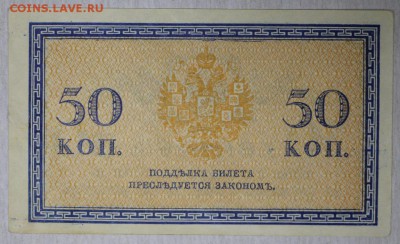 COINS.LAVE.RU
50 50
КОП. КОП.
ПОДДѢЛКА БИЛЕТА
ПРЕСЛѢДУЕТСЯ ЗАКОНОМЪ.